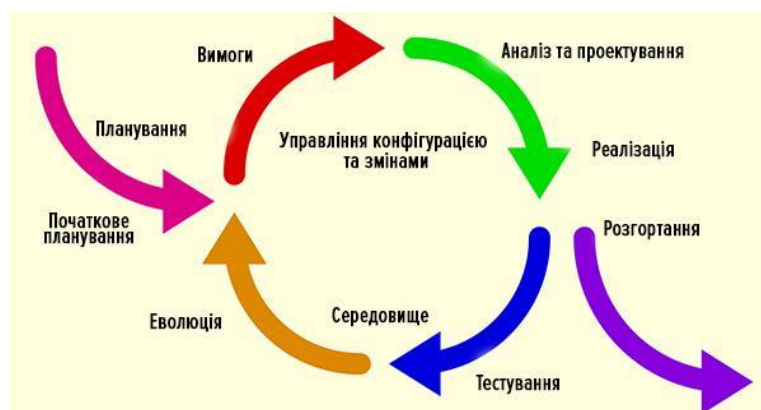 Вимоги
Аналіз та проектування
Планування
Управління конфігурацією
та змінами
Реалізація
Початкове
планування
Розгортання
Еволюція
Середовище
Тестування